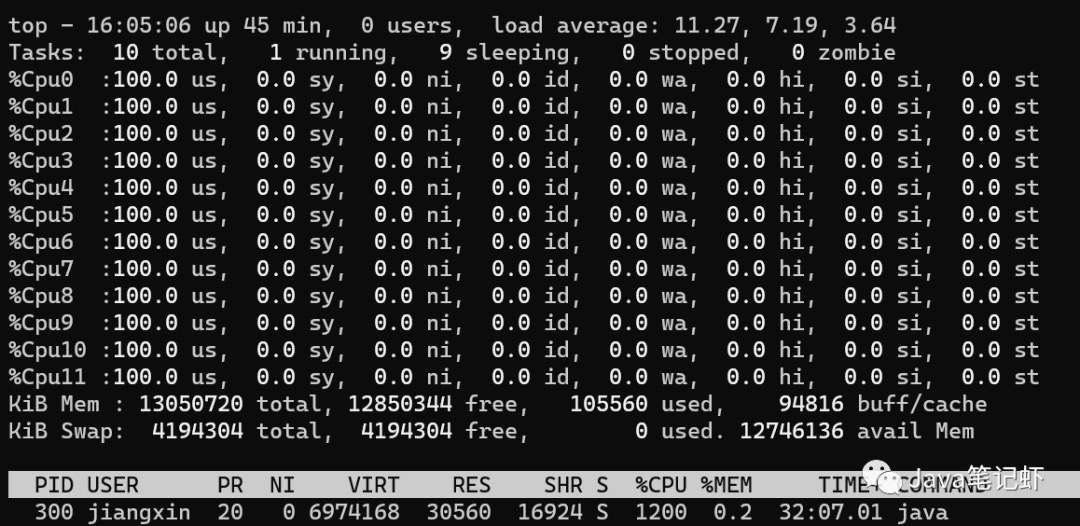 top - 16:05:06 up 45 min,  0 users,  load average: 11.27, 7.19, 3.64
Tasks:  10 total,   1 running,   9 sleeping,   0 stopped,   0 zombie
%Cpu0  :100.0 us,  0.0 sy,  0.0 ni,  0.0 id,  0.0 wa,  0.0 hi,  0.0 si,  0.0 st
%Cpu1  :100.0 us,  0.0 sy,  0.0 ni,  0.0 id,  0.0 wa,  0.0 hi,  0.0 si,  0.0 st
%Cpu2  :100.0 us,  0.0 sy,  0.0 ni,  0.0 id,  0.0 wa,  0.0 hi,  0.0 si,  0.0 st
%Cpu3  :100.0 us,  0.0 sy,  0.0 ni,  0.0 id,  0.0 wa,  0.0 hi,  0.0 si,  0.0 st
%Cpu4  :100.0 us,  0.0 sy,  0.0 ni,  0.0 id,  0.0 wa,  0.0 hi,  0.0 si,  0.0 st
%Cpu5  :100.0 us,  0.0 sy,  0.0 ni,  0.0 id,  0.0 wa,  0.0 hi,  0.0 si,  0.0 st
%Cpu6  :100.0 us,  0.0 sy,  0.0 ni,  0.0 id,  0.0 wa,  0.0 hi,  0.0 si,  0.0 st
%Cpu7  :100.0 us,  0.0 sy,  0.0 ni,  0.0 id,  0.0 wa,  0.0 hi,  0.0 si,  0.0 st
%Cpu8  :100.0 us,  0.0 sy,  0.0 ni,  0.0 id,  0.0 wa,  0.0 hi,  0.0 si,  0.0 st
%Cpu9  :100.0 us,  0.0 sy,  0.0 ni,  0.0 id,  0.0 wa,  0.0 hi,  0.0 si,  0.0 st
%Cpu10 :100.0 us,  0.0 sy,  0.0 ni,  0.0 id,  0.0 wa,  0.0 hi,  0.0 si,  0.0 st
%Cpu11 :100.0 us,  0.0 sy,  0.0 ni,  0.0 id,  0.0 wa,  0.0 hi,  0.0 si,  0.0 st
KiB Mem : 13050720 total, 12850344 free,   105560 used,    94816 buff/cache
KiB Swap:  4194304 total,  4194304 free,        0 used. 12746136 avail Mem
PID USER      PR  NI    VIRT    RES    SHR S  %CPU %MEM     TIME+ COMMAND
Java笔记虾
300 jiangxin  20   0 6974168  30560  16924 S  1200  0.2  32:07.01 java